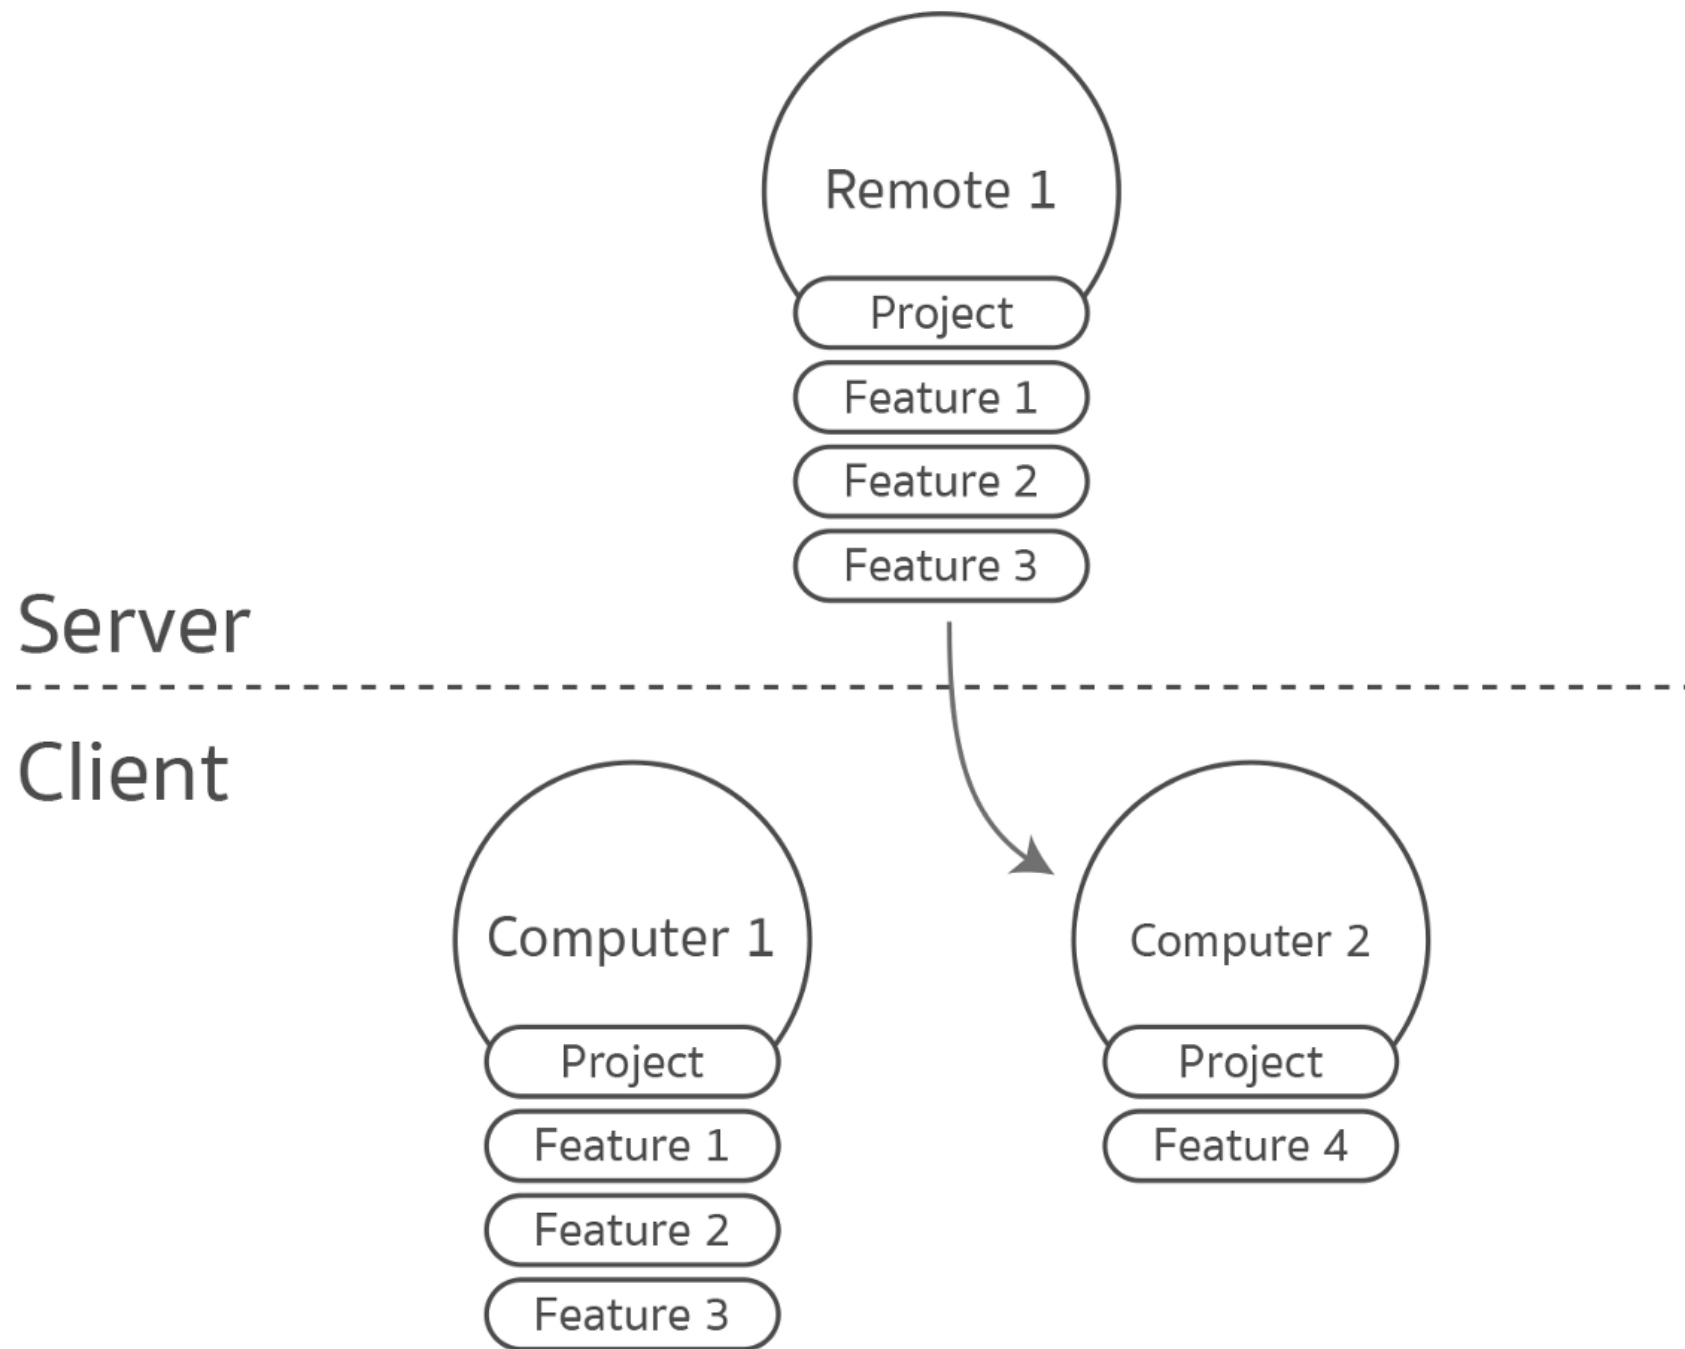 Remote 1
Project
Feature 1
Feature 2
Feature 3
Server
Client
Computer 1
Project
Feature 1
Feature 2
Feature 3
Computer 2
Project
Feature 4